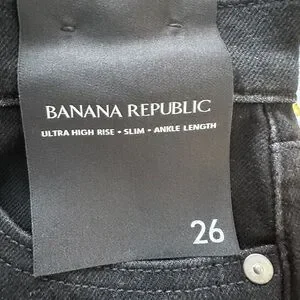 BANANA REPUBLIC
ULTRA HIGH RISE • SLIM • ANKLE LENGTH
26